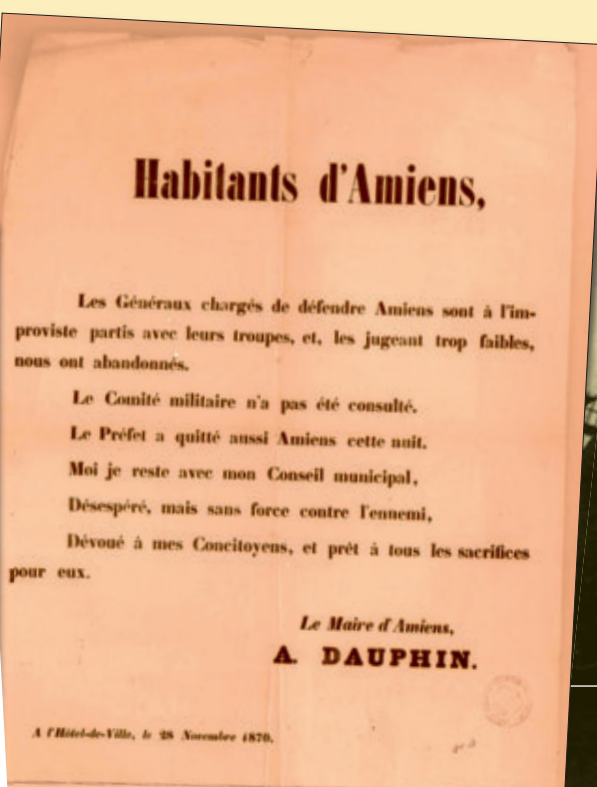 Habitants d'Amiens,
Les Généraux chargés de défendre Amiens sont à l'im-
proviste partis avec leurs troupes, et, les jugeant trop faibles,
nous ont abandonnés.
Le Comité militaire n'a pas été consulté.
Le Préfet a quitté aussi Amiens cette nuit.
Moi je reste avec mon Conseil municipal,
Désespéré, mais sans force contre l'ennemi,
Dévoué à mes Concitoyens, et prêt à tous les sacrifices
pour eux.
Le Maire d'Amiens,
A. DAUPHIN.
A l'Hôtel-de-Ville, le 28 Novembre 1870.